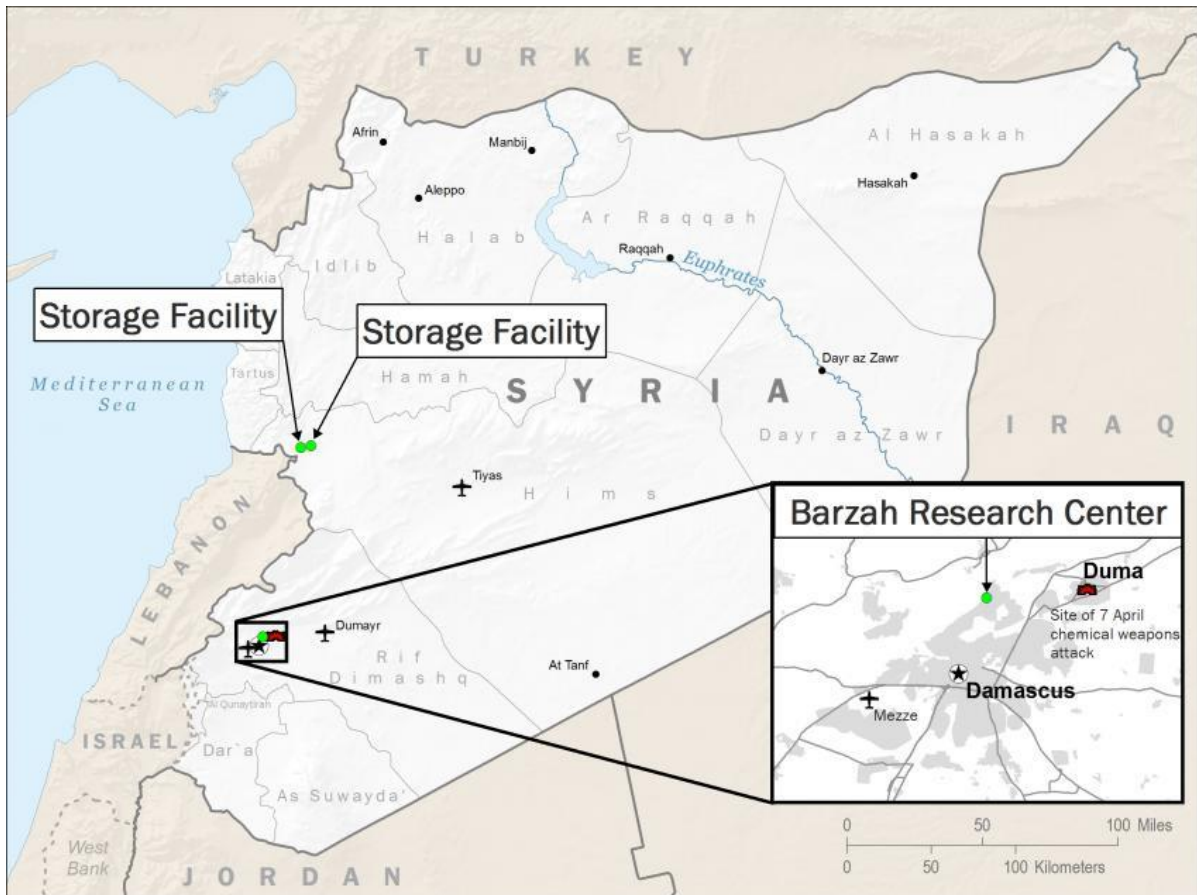 TURKEY
Afrin
Manbij
Al Hasakah
Aleppo
Hasakah
Halab
Ar Raqqah
Idlib
Raqqah
Euphrates
Latakia
Storage Facility
Storage Facility
Dayr az Zawr
Mediterranean
Sea
Tartus
Hamah
SYRIA
IRAQ
Dayr az Zawr
Tiyas
Hims
LEBANON
Barzah Research Center
Duma
Site of 7 April
chemical weapons
attack
Damascus
Mezze
Dumayr
Rif
Dimashq
At Tanf
Al Qunaytirah
ISRAEL
Dar`a
As Suwayda'
West
Bank
JORDAN
0 50 100 Miles
0 50 100 Kilometers